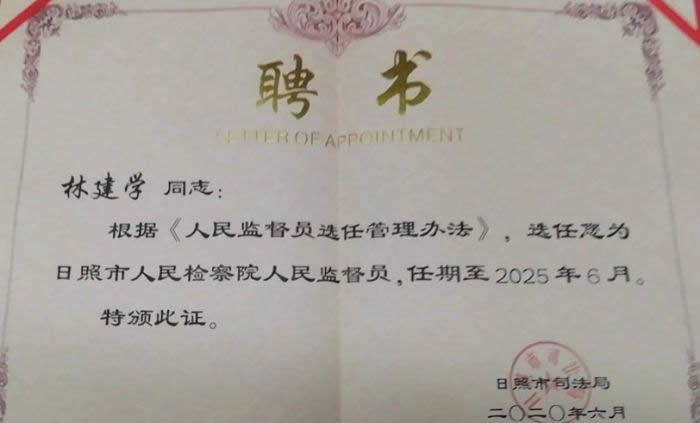 聘书
LETTER OF APPOINTMENT
林建学 同志：
根据《人民监督员选任管理办法》，选任您为
日照市人民检察院人民监督员，任期至2025年6月。
特颁此证。
日照市司法局
二〇二〇年六月